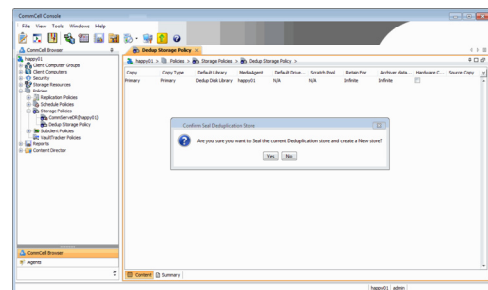 CommCell Console
File View Tools Windows Help
CommCell Browser
Dedup Storage Policy
happy01
Client Computer Groups
Client Computers
Security
Storage Resources
Policies
Replication Policies
Schedule Policies
Storage Policies
CommServeDR(happy01)
Dedup Storage Policy
Subclient Policies
VaultTracker Policies
Reports
Content Director
happy01 > Policies > Storage Policies > Dedup Storage Policy >
Copy Copy Type Default Library MediaAgent Default Drive... Scratch Pool Retain For Archiver data... Hardware C... Source Copy
Primary Primary Dedup Disk Library happy01 N/A N/A Infinite Infinite
Confirm Seal Deduplication Store
Are you sure you want to Seal the current Deduplication store and create a New store?
Yes No
CommCell Browser
Agents
Content Summary
happy01 admin